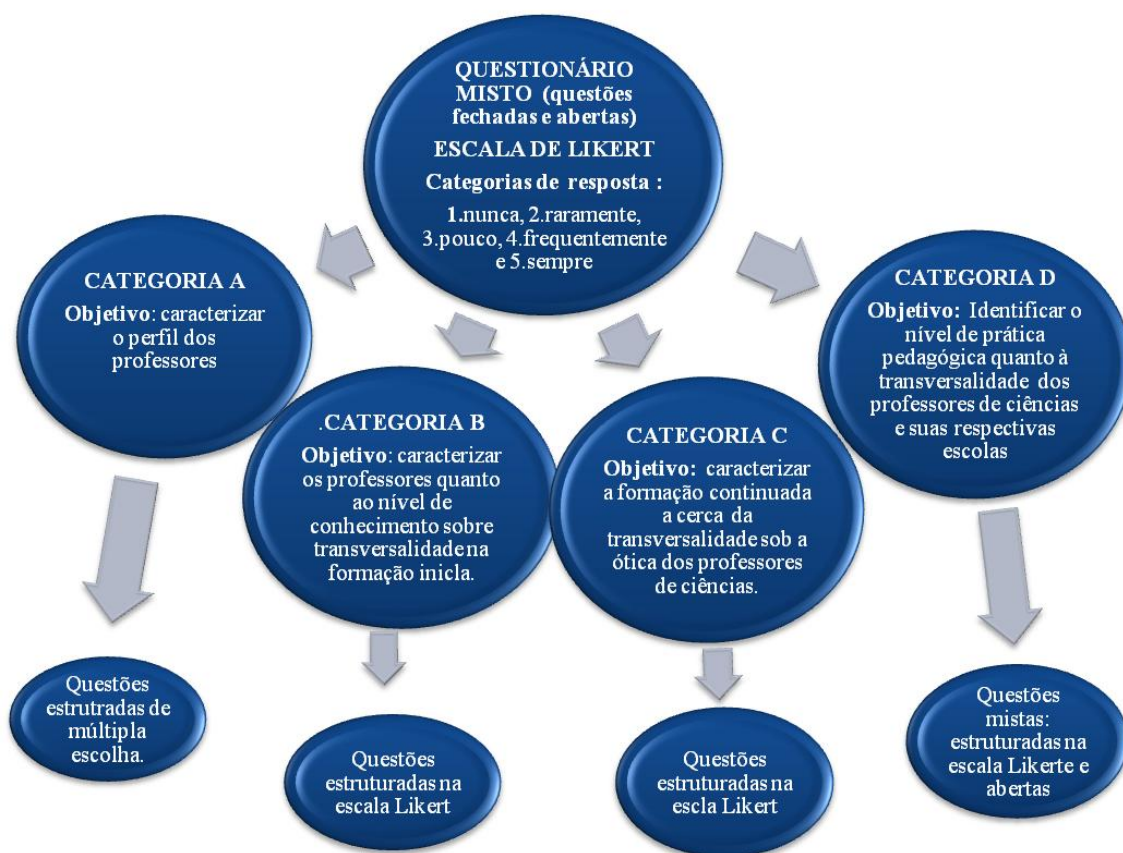 QUESTIONÁRIO
MISTO (questões
fechadas e abertas)
ESCALA DE LIKERT
Categorias de resposta :
1.nunca, 2.raramente,
3.pouco, 4.frequentemente
e 5.sempre
CATEGORIA A
Objetivo: caracterizar
o perfil dos
professores
.CATEGORIA B
Objetivo: caracterizar
os professores quanto
ao nível de
conhecimento sobre
transversalidade na
formação inicla.
CATEGORIA C
Objetivo: caracterizar
a formação continuada
a cerca da
transversalidade sob a
ótica dos professores
de ciências.
CATEGORIA D
Objetivo: Identificar o
nível de prática
pedagógica quanto à
transversalidade dos
professores de ciências
e suas respectivas
escolas
Questões
estrutradas de
múltipla
escolha.
Questões
estruturadas na
escala Likert
Questões
estruturadas na
escla Likert
Questões
mistas:
estruturadas na
escala Likerte e
abertas